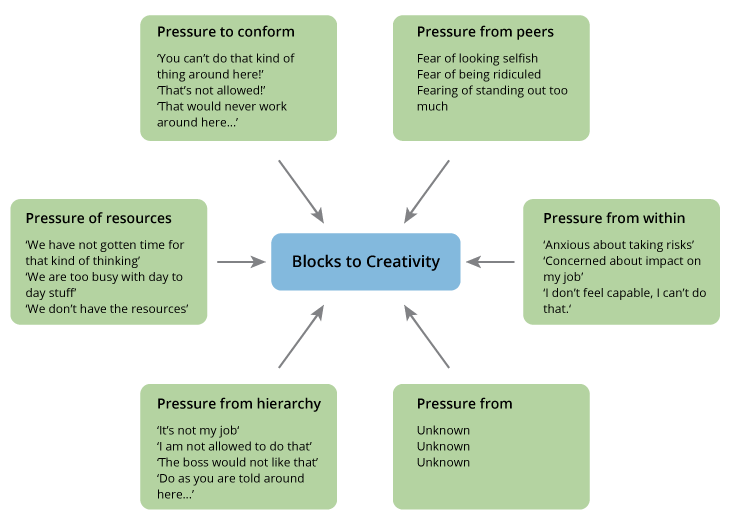 Pressure to conform
‘You can’t do that kind of
thing around here!’
‘That’s not allowed!’
‘That would never work
around here...’
Pressure from peers
Fear of looking selfish
Fear of being ridiculed
Fearing of standing out too
much
Pressure of resources
‘We have not gotten time for
that kind of thinking’
‘We are too busy with day to
day stuff’
‘We don’t have the resources’
Blocks to Creativity
Pressure from within
‘Anxious about taking risks’
‘Concerned about impact on
my job’
‘I don’t feel capable, I can’t do
that.‘
Pressure from hierarchy
‘It’s not my job’
‘I am not allowed to do that’
‘The boss would not like that’
‘Do as you are told around
here...’
Pressure from
Unknown
Unknown
Unknown